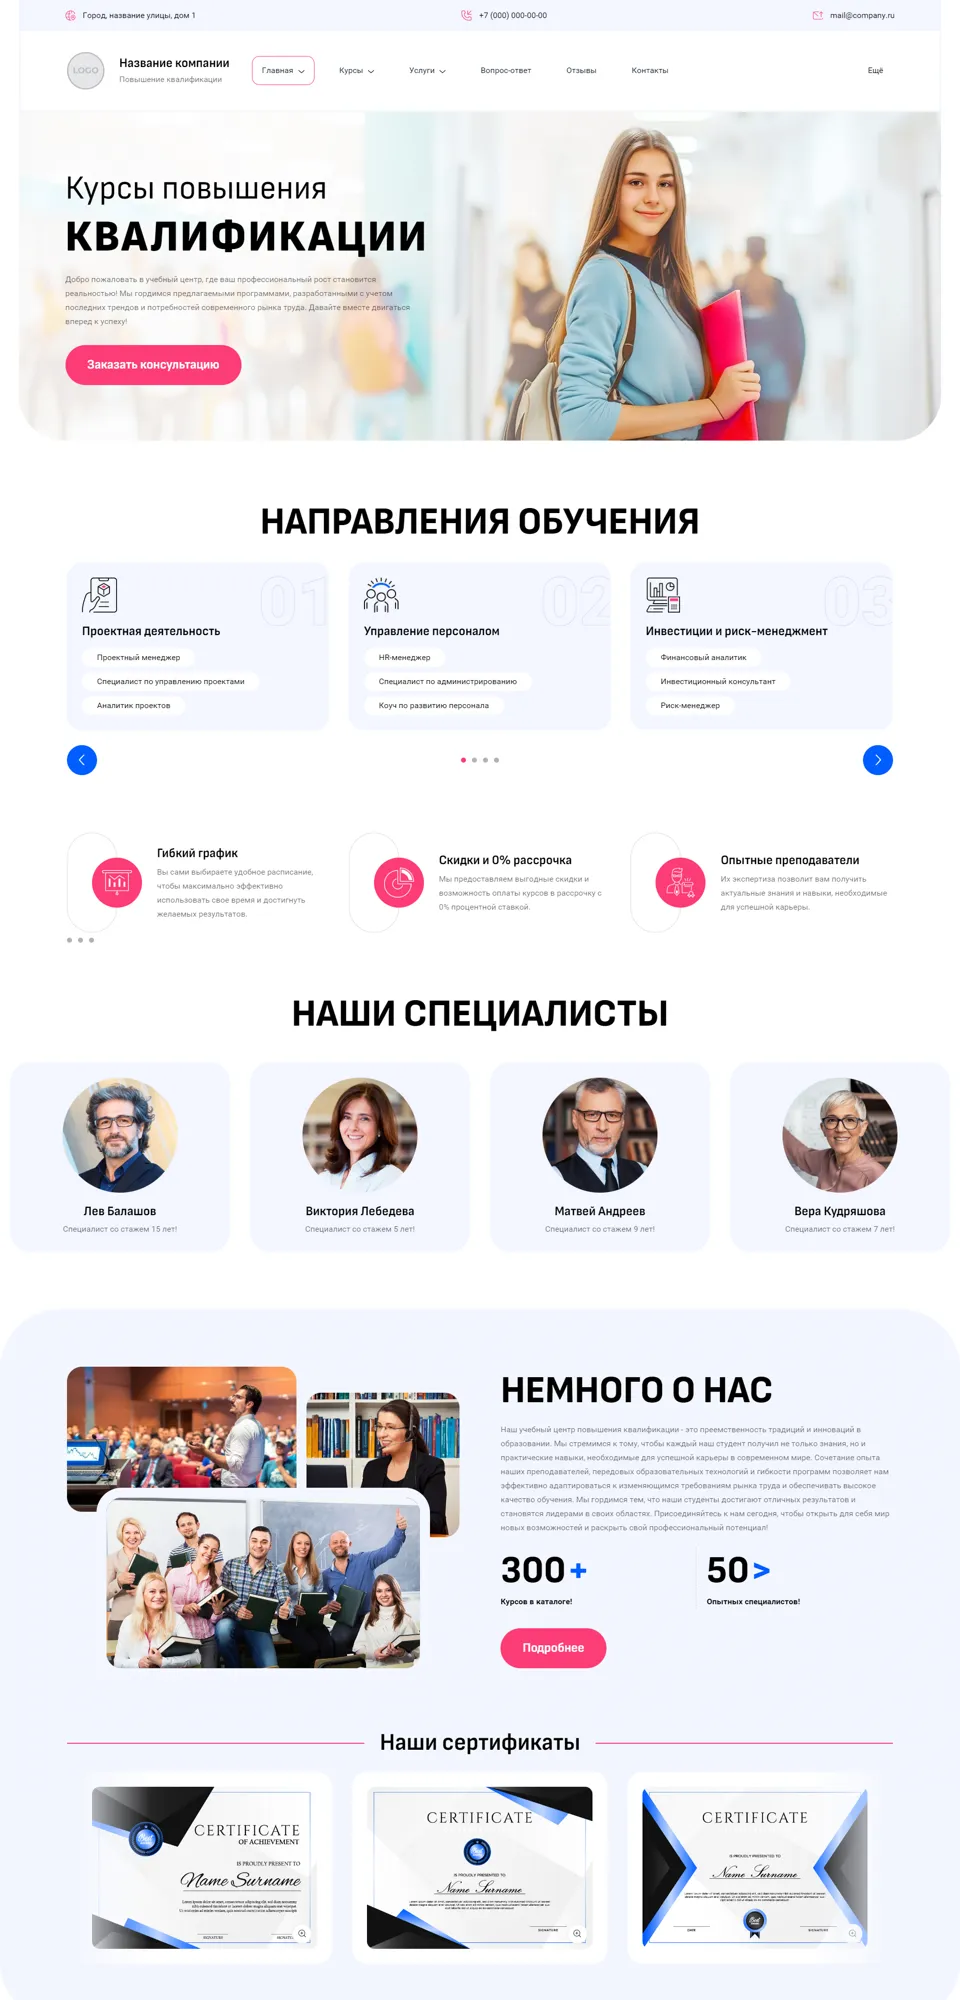 Город, название улицы, дом 1
+7 (000) 000-00-00
mail@company.ru
LOGO
Название компании
Повышение квалификации
Главная
Курсы
Услуги
Вопрос-ответ
Отзывы
Контакты
Ещё
Курсы повышения
КВАЛИФИКАЦИИ
Добро пожаловать в учебный центр, где ваш профессиональный рост становится
реальностью! Мы гордимся предлагаемыми программами, разработанными с учетом
последних трендов и потребностей современного рынка труда. Давайте вместе двигаться
вперед к успеху!
Заказать консультацию
НАПРАВЛЕНИЯ ОБУЧЕНИЯ
01
Проектная деятельность
Проектный менеджер
Специалист по управлению проектами
Аналитик проектов
02
Управление персоналом
HR-менеджер
Специалист по администрированию
Коуч по развитию персонала
03
Инвестиции и риск-менеджмент
Финансовый аналитик
Инвестиционный консультант
Риск-менеджер
Гибкий график
Вы сами выбираете удобное расписание,
чтобы максимально эффективно
использовать свое время и достигнуть
желаемых результатов.
Скидки и 0% рассрочка
Мы предоставляем выгодные скидки и
возможность оплаты курсов в рассрочку с
0% процентной ставкой.
Опытные преподаватели
Их экспертиза позволит вам получить
актуальные знания и навыки, необходимые
для успешной карьеры.
НАШИ СПЕЦИАЛИСТЫ
Лев Балашов
Специалист со стажем 15 лет!
Виктория Лебедева
Специалист со стажем 5 лет!
Матвей Андреев
Специалист со стажем 9 лет!
Вера Кудряшова
Специалист со стажем 7 лет!
НЕМНОГО О НАС
Наш учебный центр повышения квалификации - это преемственность традиций и инноваций в
образовании. Мы стремимся к тому, чтобы каждый наш студент получил не только знания, но и
практические навыки, необходимые для успешной карьеры в современном мире. Сочетание опыта
наших преподавателей, передовых образовательных технологий и гибкости программ позволяет нам
эффективно адаптироваться к изменяющимся требованиям рынка труда и обеспечивать высокое
качество обучения. Мы гордимся тем, что наши студенты достигают отличных результатов и
становятся лидерами в своих областях. Присоединяйтесь к нам сегодня, чтобы открыть для себя мир
новых возможностей и раскрыть свой профессиональный потенциал!
300+
Курсов в каталоге!
50>
Опытных специалистов!
Подробнее
Наши сертификаты
CERTIFICATE
OF ACHIEVEMENT
IS PROUDLY PRESENT TO
Name Surname
SIGNATURE
CERTIFICATE
IS PROUDLY PRESENTED TO
Name Surname
SIGNATURE
CERTIFICATE
IS PROUDLY PRESENTED TO
Name Surname
DATE
SIGNATURE